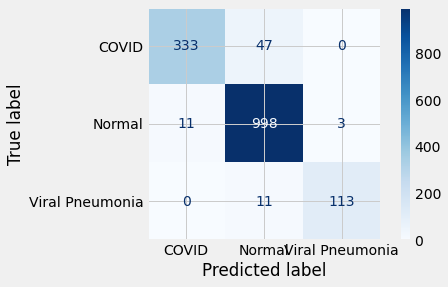 COVID 333 47 0
Normal 11 998 3
Viral Pneumonia 0 11 113
COVID Normal Viral Pneumonia
True label
Predicted label
800
600
400
200
0